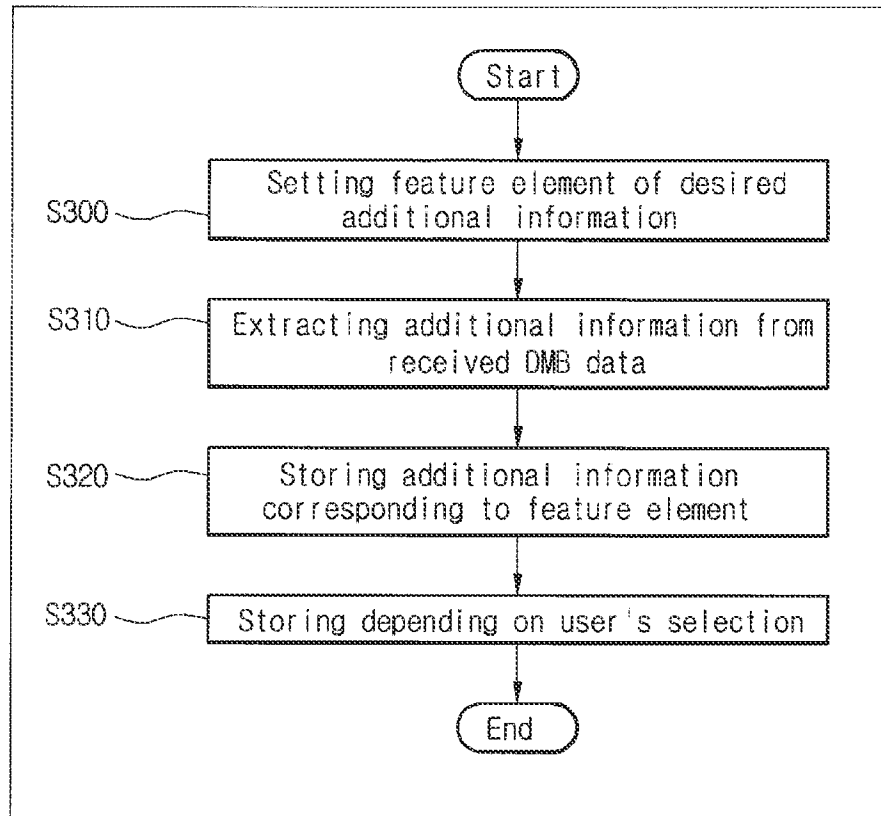 Start
S300
Setting feature element of desired
additional information
S310
Extracting additional information from
received DMB data
S320
Storing additional information
corresponding to feature element
S330
Storing depending on user's selection
End